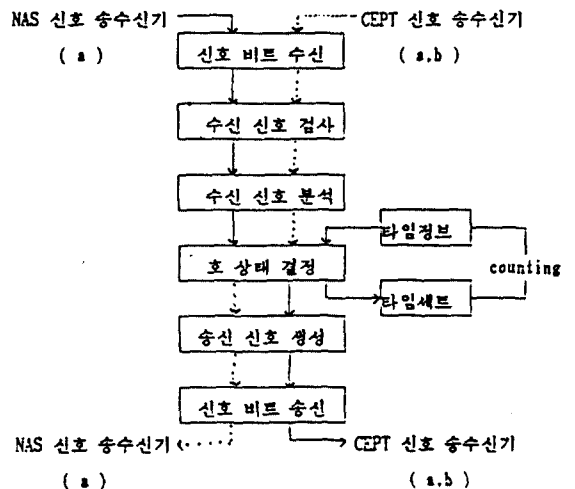 NAS 신호 송수신기
CEPT 신호 송수신기
( a )
( a,b )
신호 비트 수신
수신 신호 검사
수신 신호 분석
타임정보
호 상태 결정
counting
타임세트
송신 신호 생성
신호 비트 송신
NAS 신호 송수신기
CEPT 신호 송수신기
( a )
( a,b )